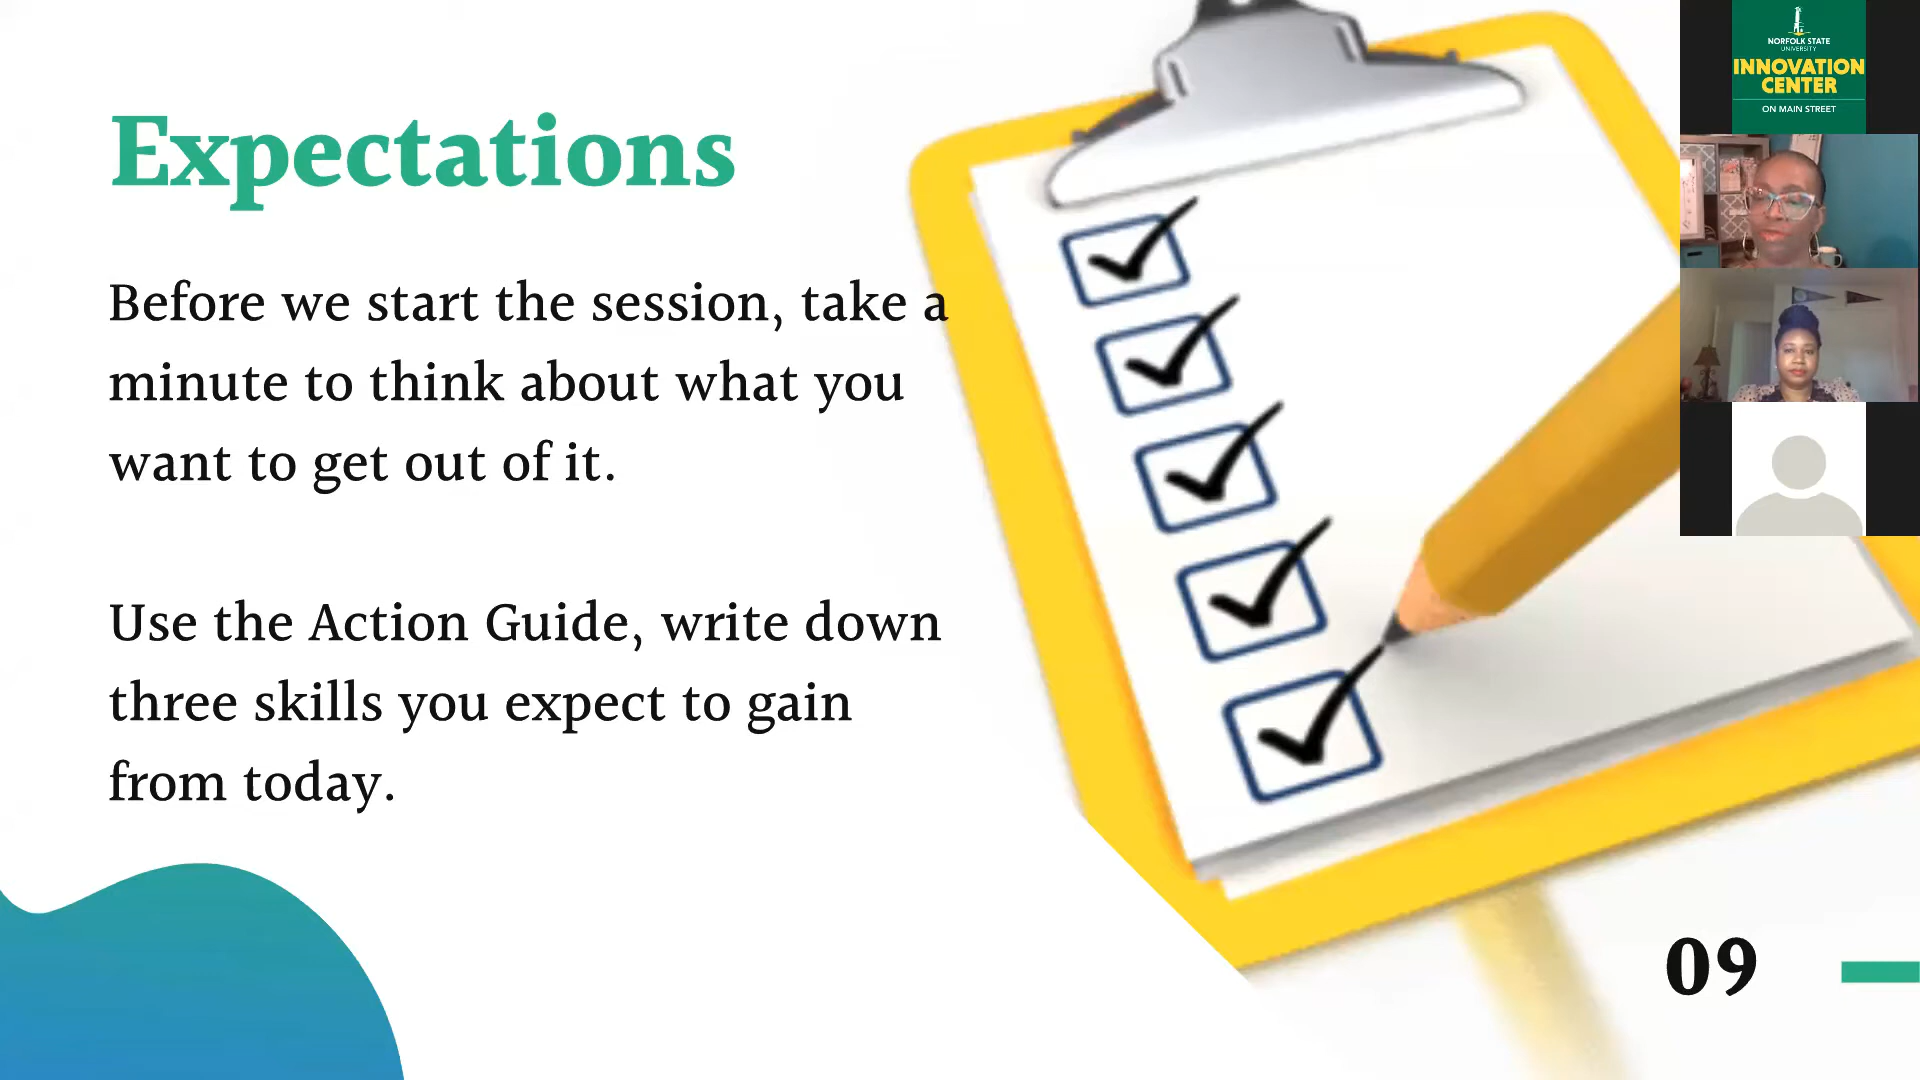 Expectations
Before we start the session, take a
minute to think about what you
want to get out of it.
Use the Action Guide, write down
three skills you expect to gain
from today.
09
NORFOLK STATE
UNIVERSITY
INNOVATION
CENTER
ON MAIN STREET